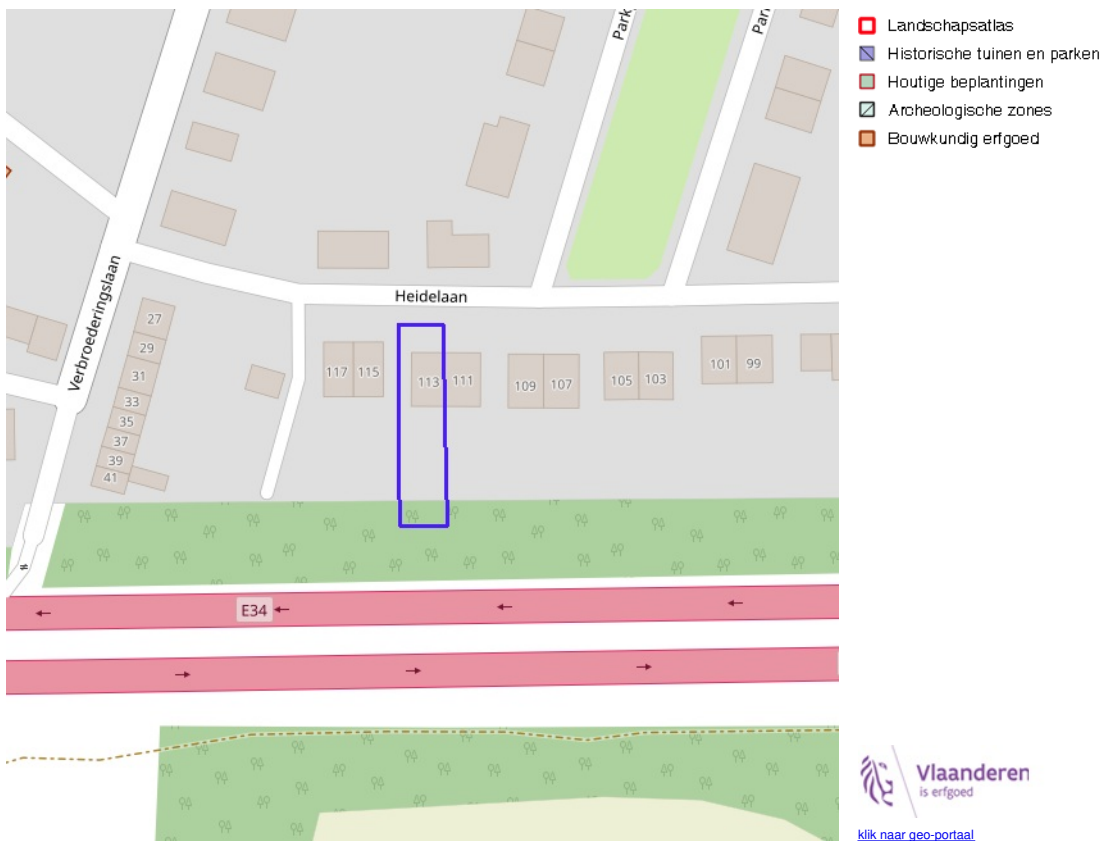 Landschapsatlas
Historische tuinen en parken
Houtige beplantingen
Archeologische zones
Bouwkundig erfgoed
Park
Par
Verbroederingslaan
Heidelaan
27
29
31
33
35
37
39
41
117 115
113 111
109 107
105 103
101 99
E34
Vlaanderen
is erfgoed
klik naar geo-portaal